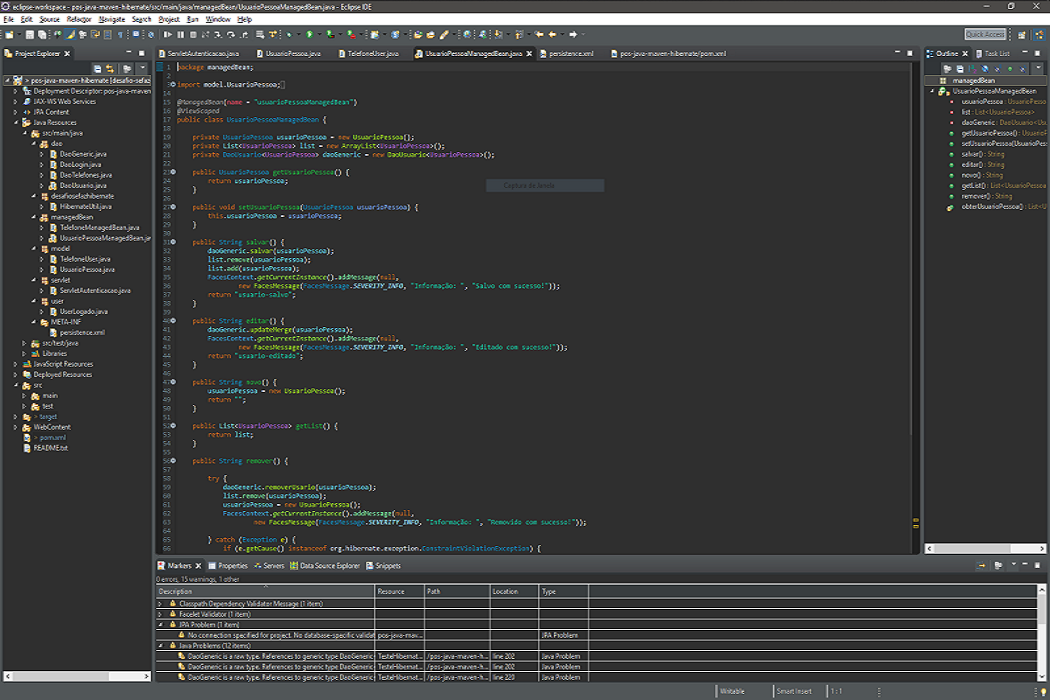 eclipse-workspace - pos-java-maven-hibernate/src/main/java/managedBean/UsuarioPessoaManagedBean.java - Eclipse IDE
File Edit Source Refactor Navigate Search Project Run Window Help
Quick Access
Project Explorer
> pos-java-maven-hibernate [desafio-sefaz
Deployment Descriptor: pos-java-maven
JAX-WS Web Services
JPA Content
Java Resources
src/main/java
dao
DaoGeneric.java
DaoLogin.java
DaoTelefones.java
DaoUsuario.java
desafiosefazhibernate
HibernateUtil.java
managedBean
TelefoneManagedBean.java
UsuarioPessoaManagedBean.jav
model
TelefoneUser.java
UsuarioPessoa.java
servlet
ServletAutenticacao.java
user
UserLogado.java
META-INF
persistence.xml
src/test/java
Libraries
JavaScript Resources
Deployed Resources
src
main
test
> target
WebContent
> pom.xml
README.txt
ServletAutenticacao.java UsuarioPessoa.java TelefoneUser.java UsuarioPessoaManagedBean.java persistence.xml pos-java-maven-hibernate/pom.xml
1 package managedBean;
2
3 import model.UsuarioPessoa;
14
15 @ManagedBean(name = "usuarioPessoaManagedBean")
16 @ViewScoped
17 public class UsuarioPessoaManagedBean {
18
19 private UsuarioPessoa usuarioPessoa = new UsuarioPessoa();
20 private List<UsuarioPessoa> list = new ArrayList<UsuarioPessoa>();
21 private DaoUsuario<UsuarioPessoa> daoGeneric = new DaoUsuario<UsuarioPessoa>();
22
23 public UsuarioPessoa getUsuarioPessoa() {
24 return usuarioPessoa;
25 }
26
27 public void setUsuarioPessoa(UsuarioPessoa usuarioPessoa) {
28 this.usuarioPessoa = usuarioPessoa;
29 }
30
31 public String salvar() {
32 daoGeneric.salvar(usuarioPessoa);
33 list.remove(usuarioPessoa);
34 list.add(usuarioPessoa);
35 FacesContext.getCurrentInstance().addMessage(null,
36 new FacesMessage(FacesMessage.SEVERITY_INFO, "Informação: ", "Salvo com sucesso!"));
37 return "usuario-salvo";
38 }
39
40 public String editar() {
41 daoGeneric.updateMerge(usuarioPessoa);
42 FacesContext.getCurrentInstance().addMessage(null,
43 new FacesMessage(FacesMessage.SEVERITY_INFO, "Informação: ", "Editado com sucesso!"));
44 return "usuario-editado";
45 }
46
47 public String novo() {
48 usuarioPessoa = new UsuarioPessoa();
49 return "";
50 }
51
52 public List<UsuarioPessoa> getList() {
53 return list;
54 }
55
56 public String remover() {
57
58 try {
59 daoGeneric.removerUsario(usuarioPessoa);
60 list.remove(usuarioPessoa);
61 usuarioPessoa = new UsuarioPessoa();
62 FacesContext.getCurrentInstance().addMessage(null,
63 new FacesMessage(FacesMessage.SEVERITY_INFO, "Informação: ", "Removido com sucesso!"));
64
65 } catch (Exception e) {
66 if (e.getCause() instanceof org.hibernate.exception.ConstraintViolationException) {
Outline Task List
managedBean
UsuarioPessoaManagedBean
usuarioPessoa : UsuarioPesso
list : List<UsuarioPessoa>
daoGeneric : DaoUsuario<Us
getUsuarioPessoa() : Usuario
setUsuarioPessoa(UsuarioPess
salvar() : String
editar() : String
novo() : String
getList() : List<UsuarioPessoa
remover() : String
obterUsuarioPessoa() : List<U
Markers Properties Servers Data Source Explorer Snippets
0 errors, 15 warnings, 1 other
Description Resource Path Location Type
Classpath Dependency Validator Message (1 item)
Facelet Validator (1 item)
JPA Problem (1 item)
No connection specified for project. No database-specific validat pos-java-mav... JPA Problem
Java Problems (12 items)
DaoGeneric is a raw type. References to generic type DaoGeneric TesteHibernat... /pos-java-maven-h... line 202 Java Problem
DaoGeneric is a raw type. References to generic type DaoGeneric TesteHibernat... /pos-java-maven-h... line 202 Java Problem
DaoGeneric is a raw type. References to generic type DaoGeneric TesteHibernat... /pos-java-maven-h... line 220 Java Problem
Writable Smart Insert 1 : 1